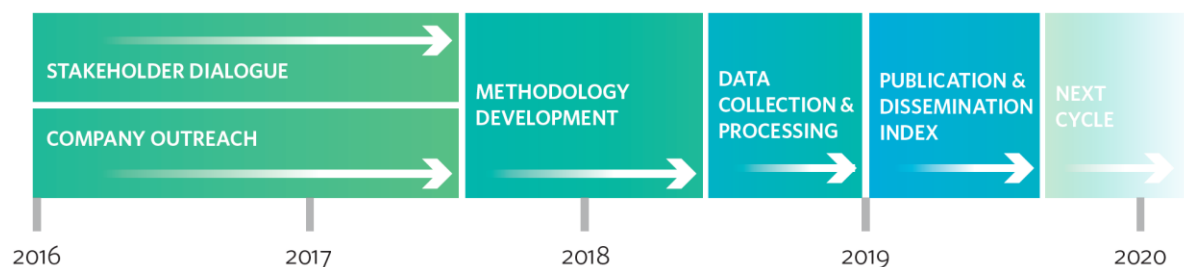 STAKEHOLDER DIALOGUE
COMPANY OUTREACH
METHODOLOGY
DEVELOPMENT
DATA
COLLECTION &
PROCESSING
PUBLICATION &
DISSEMINATION
INDEX
NEXT
CYCLE
2016
2017
2018
2019
2020